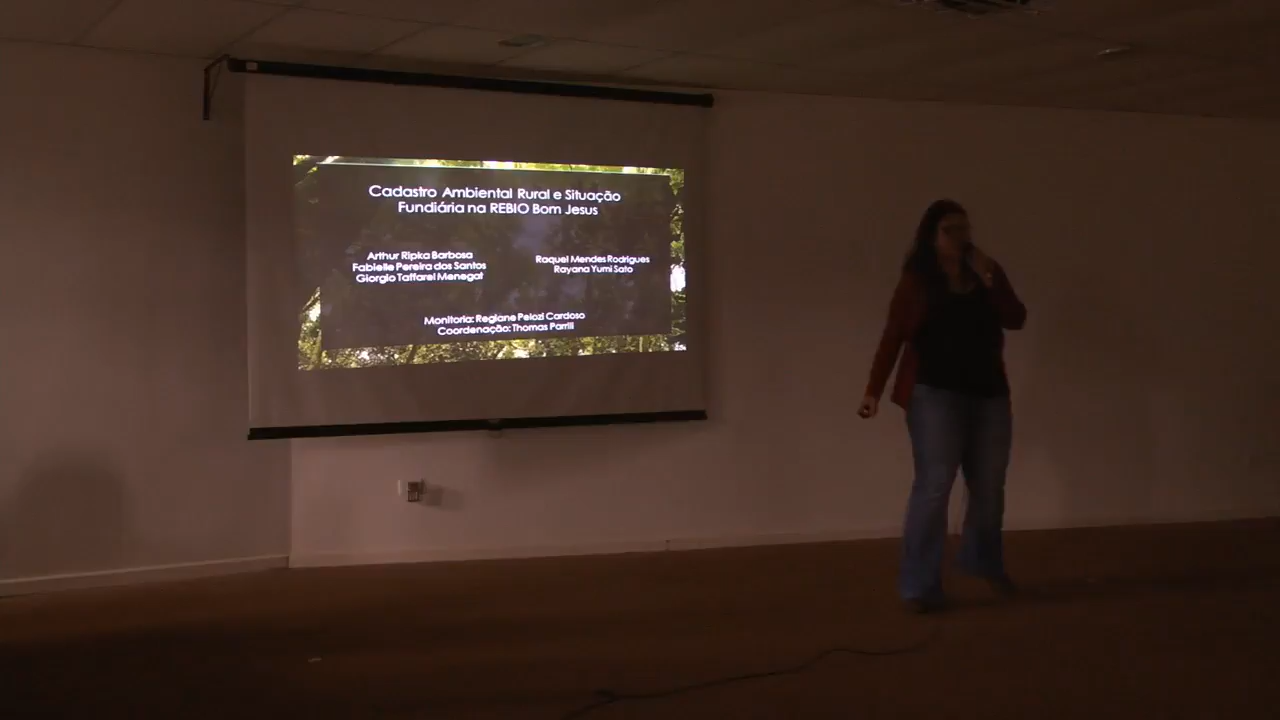 Cadastro Ambiental Rural e Situação
Fundiária na REBIO Bom Jesus
Arthur Ripka Barbosa
Fabielle Pereira dos Santos
Giorgio Taffarel Menegat
Raquel Mendes Rodrigues
Rayana Yumi Sato
Monitoria: Regiane Pelozi Cardoso
Coordenação: Thomas Parrili